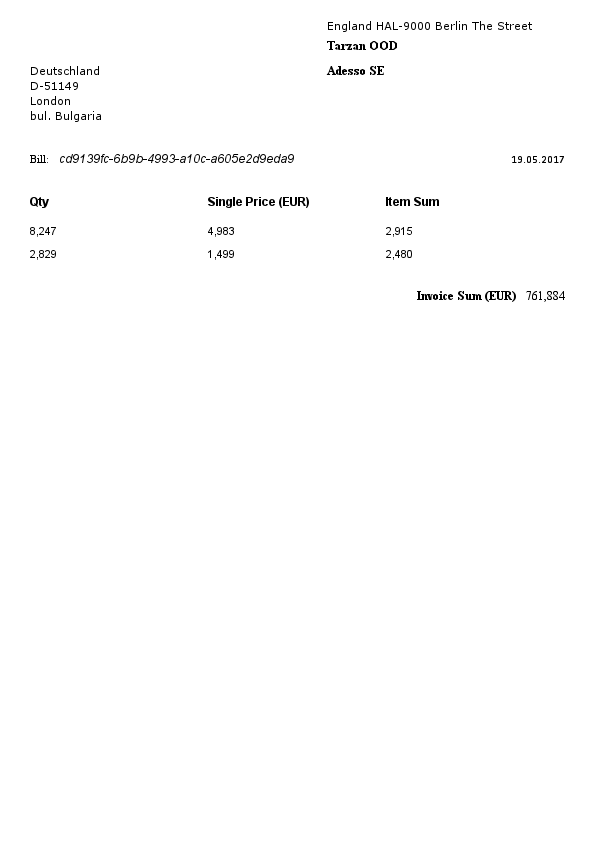 England HAL-9000 Berlin The Street
Tarzan OOD
Adesso SE
Deutschland
D-51149
London
bul. Bulgaria
Bill: cd9139fc-6b9b-4993-a10c-a605e2d9eda9 19.05.2017
Qty Single Price (EUR) Item Sum
8,247 4,983 2,915
2,829 1,499 2,480
Invoice Sum (EUR) 761,884